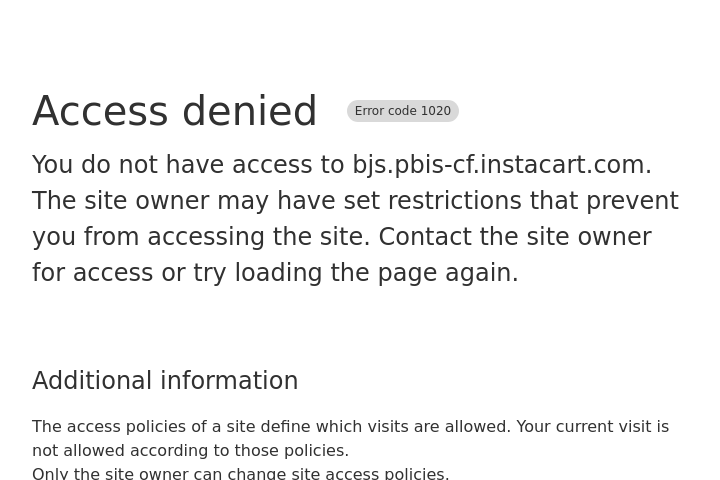 Access denied Error code 1020
You do not have access to bjs.pbis-cf.instacart.com.
The site owner may have set restrictions that prevent
you from accessing the site. Contact the site owner
for access or try loading the page again.
Additional information
The access policies of a site define which visits are allowed. Your current visit is
not allowed according to those policies.
Only the site owner can change site access policies.